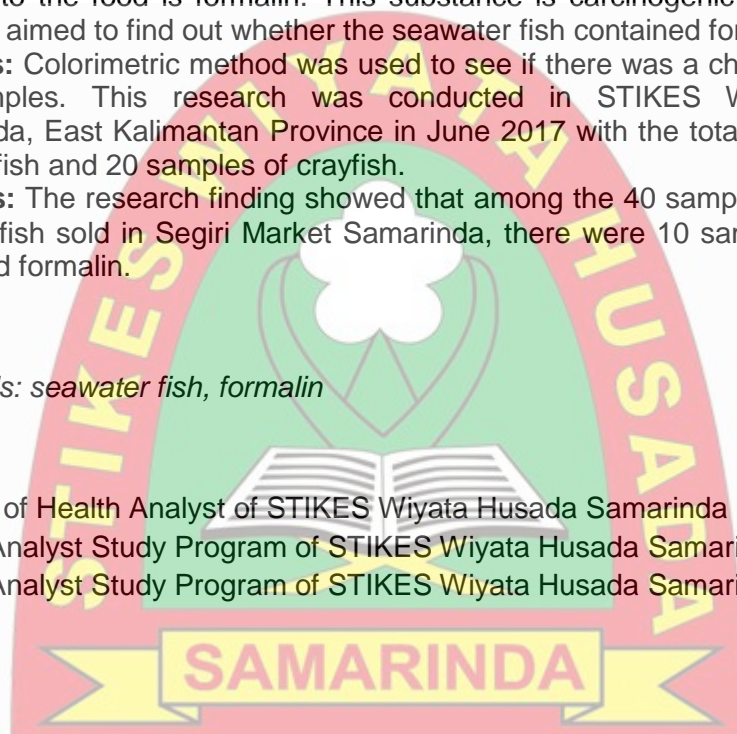 to the food is formalin. This substance is carcinogenic
aimed to find out whether the seawater fish contained for
s: Colorimetric method was used to see if there was a ch
mples. This research was conducted in STIKES W
da, East Kalimantan Province in June 2017 with the total
fish and 20 samples of crayfish.
s: The research finding showed that among the 40 samp
fish sold in Segiri Market Samarinda, there were 10 sar
d formalin.
s: seawater fish, formalin
of Health Analyst of STIKES Wiyata Husada Samarinda
Analyst Study Program of STIKES Wiyata Husada Samari
Analyst Study Program of STIKES Wiyata Husada Samari
STIKES WIYATA HUSADA
SAMARINDA